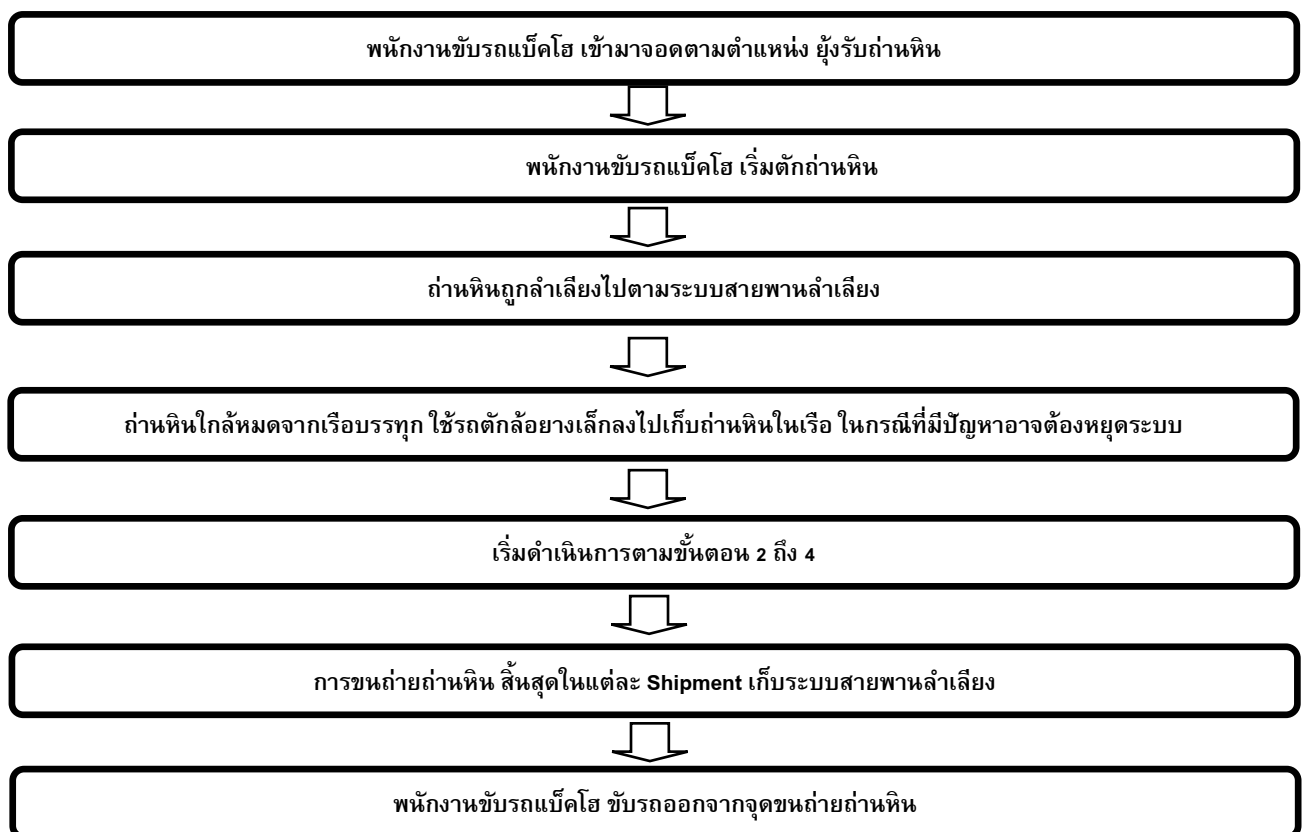 พนักงานขับรถแบ็คโฮ เข้ามาจอดตามตำแหน่ง ยุ้งรับถ่านหิน
พนักงานขับรถแบ็คโฮ เริ่มตักถ่านหิน
ถ่านหินถูกลำเลียงไปตามระบบสายพานลำเลียง
ถ่านหินใกล้หมดจากเรือบรรทุก ใช้รถตักล้อยางเล็กลงไปเก็บถ่านหินในเรือ ในกรณีที่มีปัญหาอาจต้องหยุดระบบ
เริ่มดำเนินการตามขั้นตอน 2 ถึง 4
การขนถ่ายถ่านหิน สิ้นสุดในแต่ละ Shipment เก็บระบบสายพานลำเลียง
พนักงานขับรถแบ็คโฮ ขับรถออกจากจุดขนถ่ายถ่านหิน